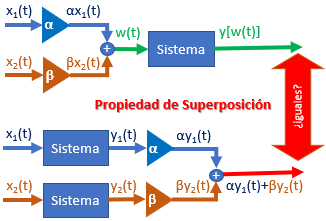 x₁(t) α αx₁(t)
w(t) Sistema y[w(t)]
x₂(t) β βx₂(t)
Propiedad de Superposición
¿iguales?
x₁(t) Sistema y₁(t) α αy₁(t)
x₂(t) Sistema y₂(t) β βy₂(t) αy₁(t)+βy₂(t)